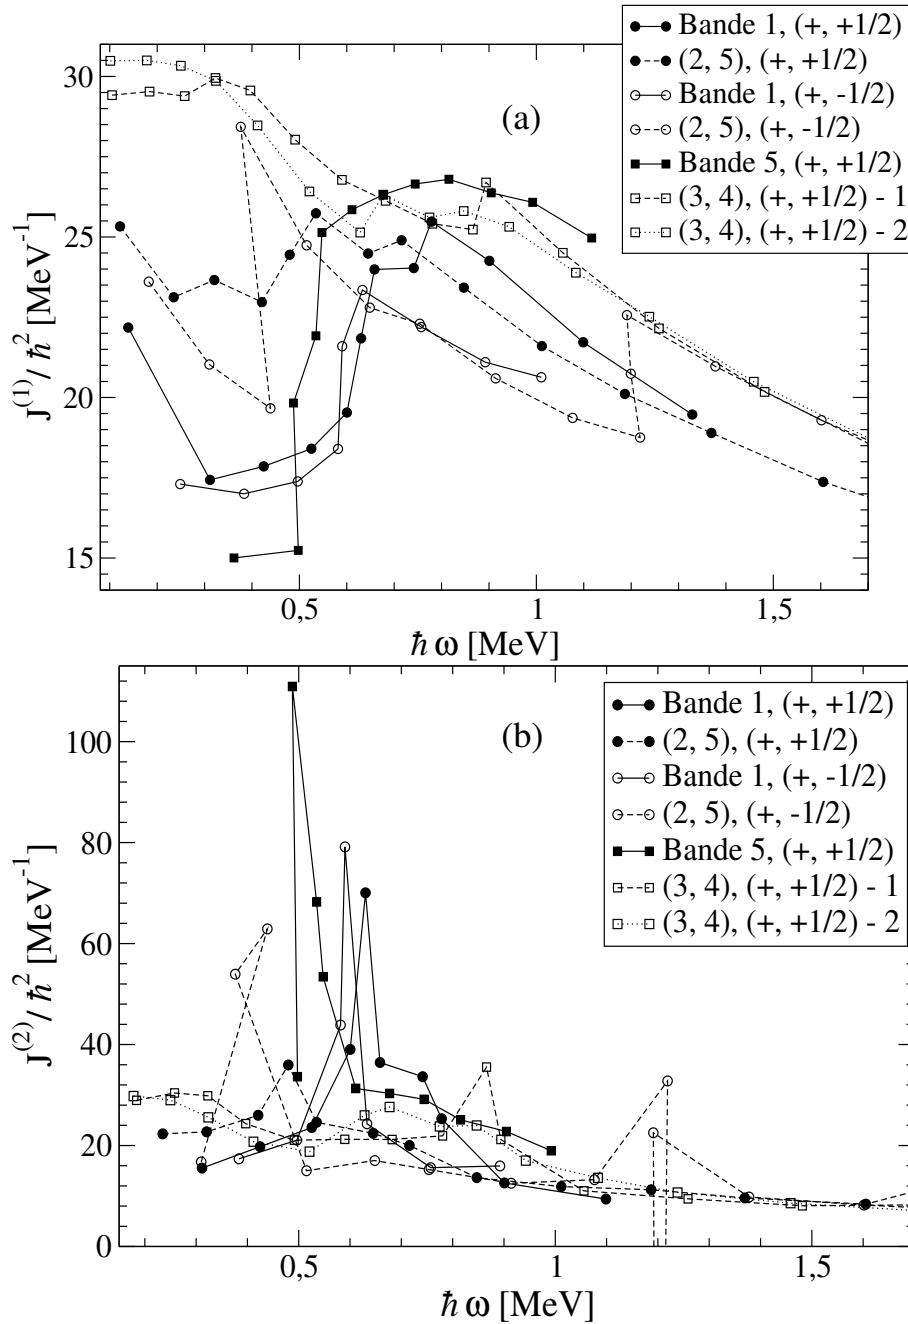 Bande 1, (+, +1/2)
(2, 5), (+, +1/2)
Bande 1, (+, -1/2)
(2, 5), (+, -1/2)
Bande 5, (+, +1/2)
(3, 4), (+, +1/2) - 1
(3, 4), (+, +1/2) - 2
(a)
30
25
20
15
J(1)/ ħ2 [MeV-1]
0,5
1
1,5
ħ ω [MeV]
Bande 1, (+, +1/2)
(2, 5), (+, +1/2)
Bande 1, (+, -1/2)
(2, 5), (+, -1/2)
Bande 5, (+, +1/2)
(3, 4), (+, +1/2) - 1
(3, 4), (+, +1/2) - 2
(b)
100
80
60
40
20
0
J(2)/ ħ2 [MeV-1]
0,5
1
1,5
ħ ω [MeV]